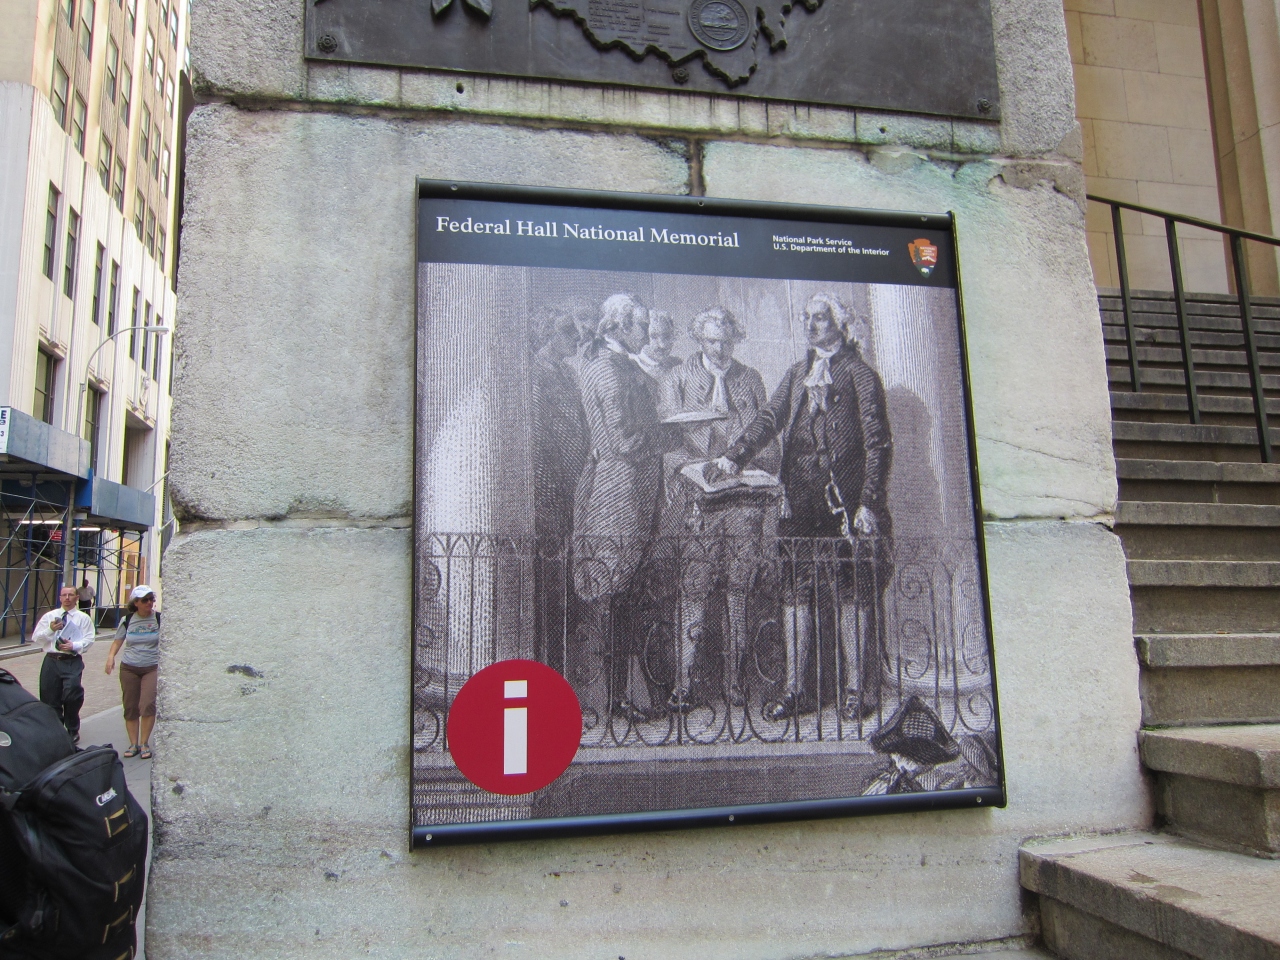 Federal Hall National Memorial
National Park Service
U.S. Department of the Interior
i